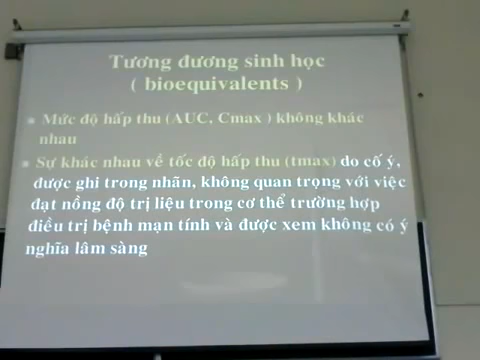 Tương đương sinh học
( bioequivalents )
Mức độ hấp thu (AUC, Cmax ) không khác
nhau
Sự khác nhau về tốc độ hấp thu (tmax) do cố ý,
được ghi trong nhãn, không quan trọng với việc
đạt nồng độ trị liệu trong cơ thể trường hợp
điều trị bệnh mạn tính và được xem không có ý
nghĩa lâm sàng